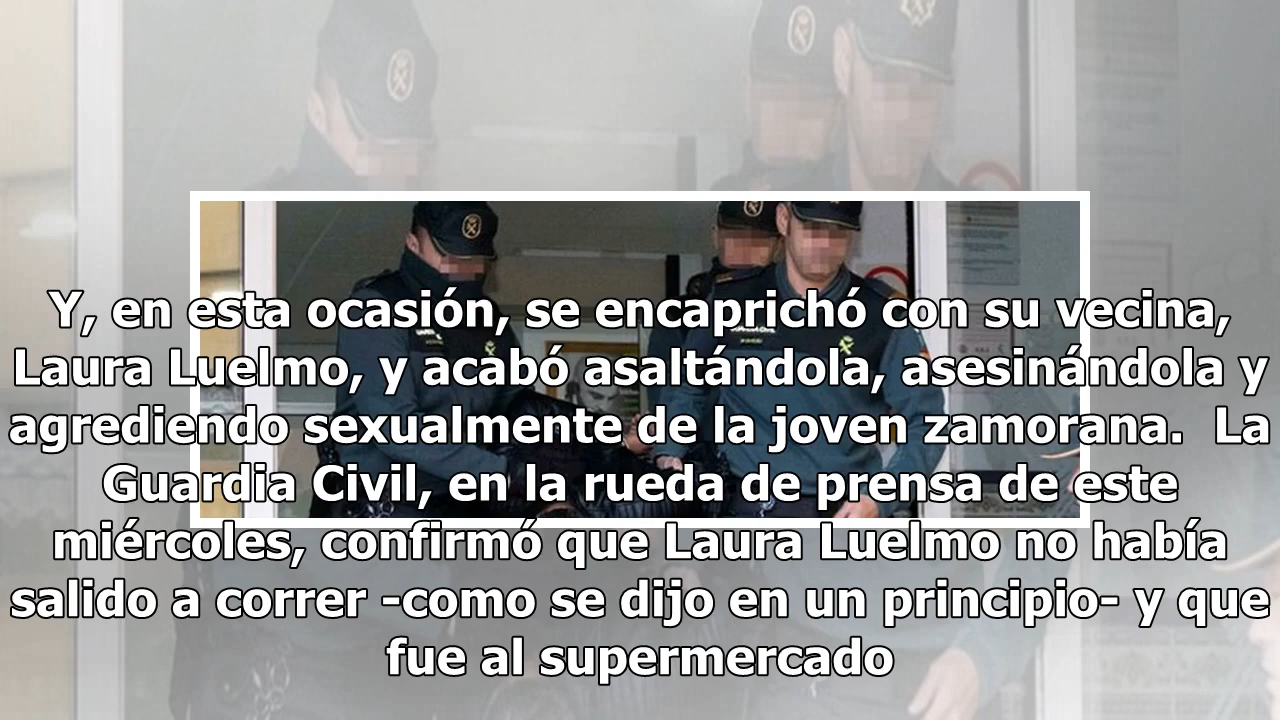 Y, en esta ocasión, se encaprichó con su vecina,
Laura Luelmo, y acabó asaltándola, asesinándola y
agrediendo sexualmente de la joven zamorana.  La
Guardia Civil, en la rueda de prensa de este
miércoles, confirmó que Laura Luelmo no había
salido a correr -como se dijo en un principio- y que
fue al supermercado